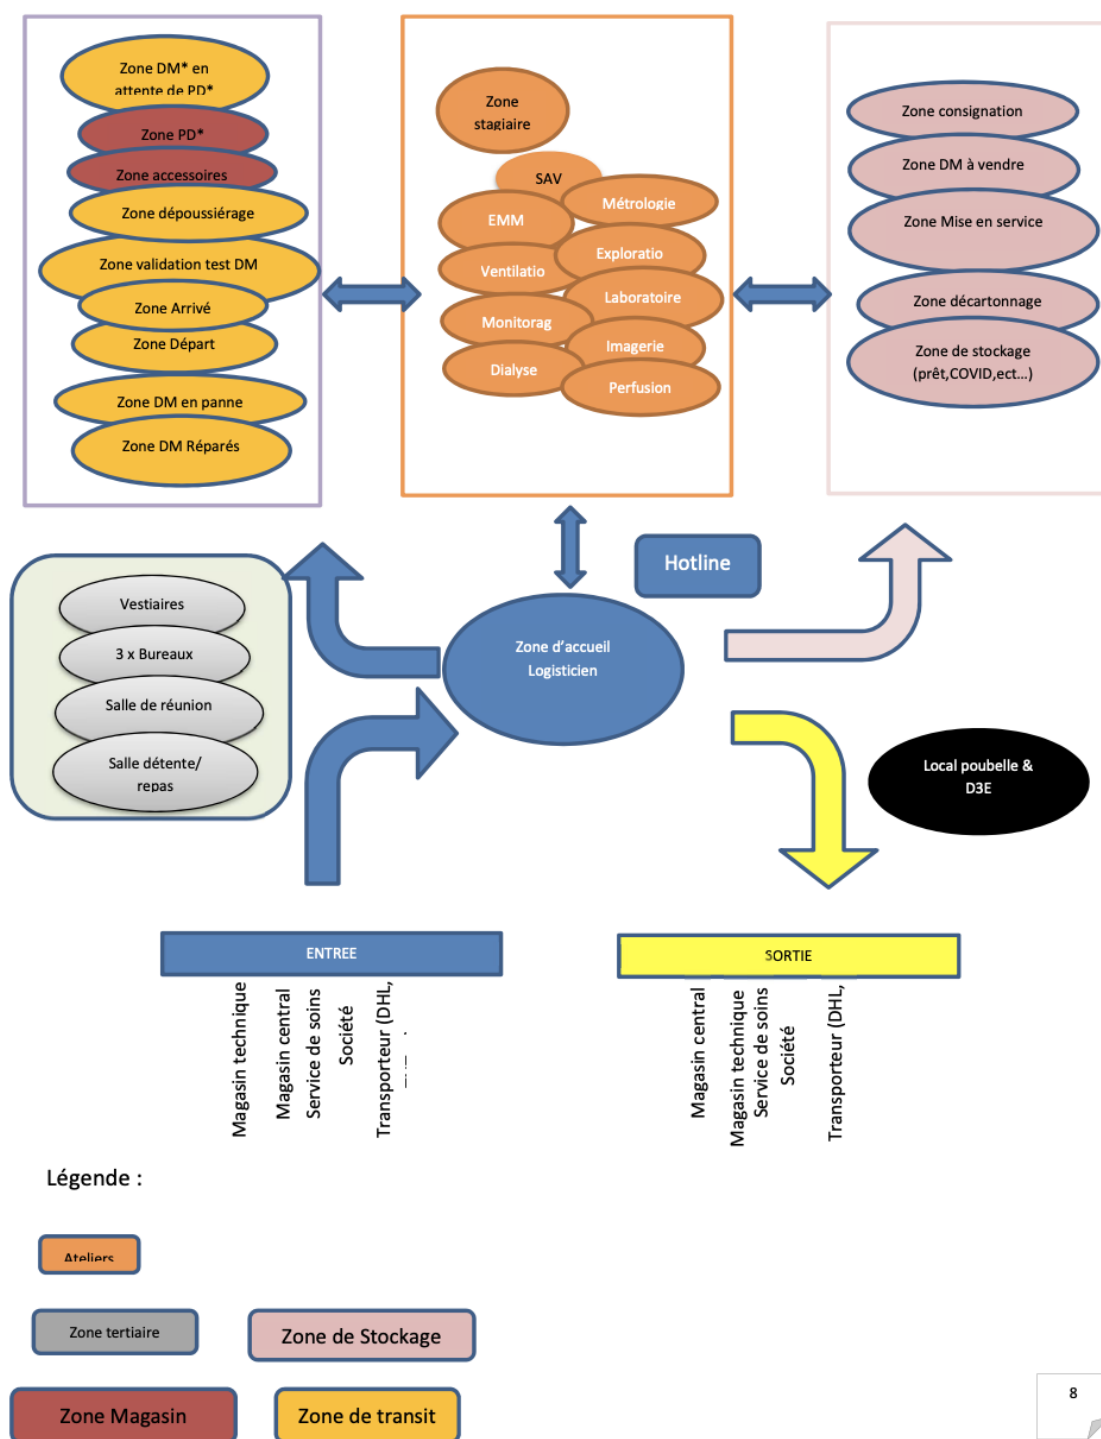 Zone DM* en
attente de PD*
Zone PD*
Zone accessoires
Zone dépoussiérage
Zone validation test DM
Zone Arrivé
Zone Départ
Zone DM en panne
Zone DM Réparés
Zone
stagiaire
SAV
Métrologie
EMM
Exploratio
Ventilatio
Laboratoire
Monitorag
Imagerie
Dialyse
Perfusion
Zone consignation
Zone DM à vendre
Zone Mise en service
Zone décartonnage
Zone de stockage
(prêt,COVID,ect...)
Hotline
Vestiaires
3 x Bureaux
Salle de réunion
Salle détente/
repas
Zone d'accueil
Logisticien
Local poubelle &
D3E
ENTREE
Magasin technique
Magasin central
Service de soins
Société
Transporteur (DHL,
SORTIE
Magasin central
Magasin technique
Service de soins
Société
Transporteur (DHL,
Légende :
Ateliers
Zone tertiaire
Zone de Stockage
Zone Magasin
Zone de transit
8